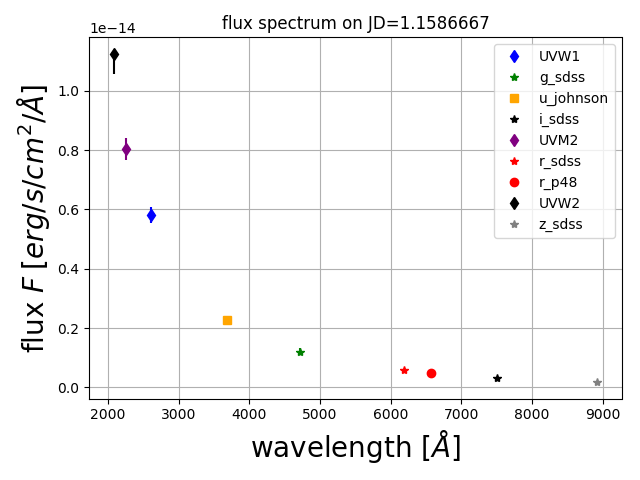 flux spectrum on JD=1.1586667
1e−14
flux F [erg/s/cm²/Å]
1.0
0.8
0.6
0.4
0.2
0.0
2000 3000 4000 5000 6000 7000 8000 9000
wavelength [Å]
UVW1
g_sdss
u_johnson
i_sdss
UVM2
r_sdss
r_p48
UVW2
z_sdss